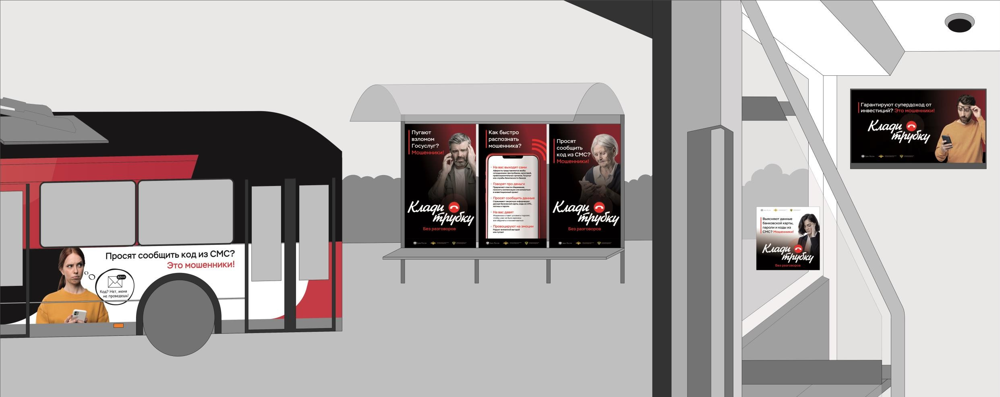 Просят сообщить код из СМС?
Это мошенники!
82***
Код? Нет, меня
не проведешь!
Пугают
взломом
Госуслуг?
Мошенники!
Клади
трубку
Без разговоров
Банк России
Как быстро
распознать
мошенника?
· На вас выходят сами
Аферисты представляются якобы
сотрудниками Центробанка, налоговой,
правоохранительных органов, Госуслуг
или службы безопасности банков
· Говорят про деньги
Предлагают спасти сбережения,
получить компенсацию или вложиться
в инвестиционный проект
· Просят сообщить данные
Спрашивают секретную информацию:
данные банковской карты, коды из СМС,
логины и пароли
· На вас давят
Мошенники ставят условия и торопят,
чтобы у вас не было времени
все обдумать и посоветоваться
· Провоцируют на эмоции
Радуют внезапной выгодой
или пугают
Банк России
Просят
сообщить
код из СМС?
Мошенники!
Клади
трубку
Без разговоров
Банк России
Выясняют данные
банковской карты,
пароли и коды из
СМС? Мошенники!
Клади
трубку
Без разговоров
Гарантируют супердоход от
инвестиций? Это мошенники!
Клади
трубку
Банк России